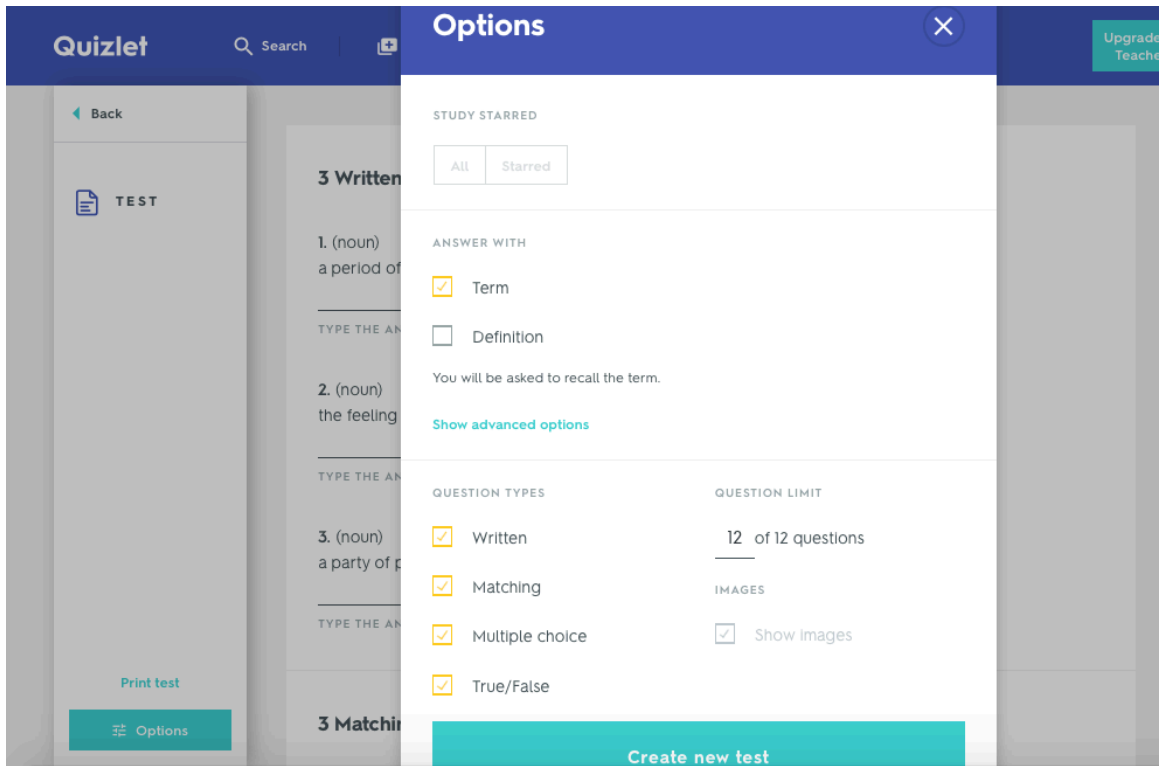 Quizlet
Search
Upgrade
Teache
Back
TEST
Print test
Options
3 Written
1. (noun)
a period of
TYPE THE AN
2. (noun)
the feeling
TYPE THE AN
3. (noun)
a party of p
TYPE THE AN
3 Matchin
Options
STUDY STARRED
All Starred
ANSWER WITH
Term
Definition
You will be asked to recall the term.
Show advanced options
QUESTION TYPES
Written
Matching
Multiple choice
True/False
QUESTION LIMIT
12 of 12 questions
IMAGES
Show images
Create new test